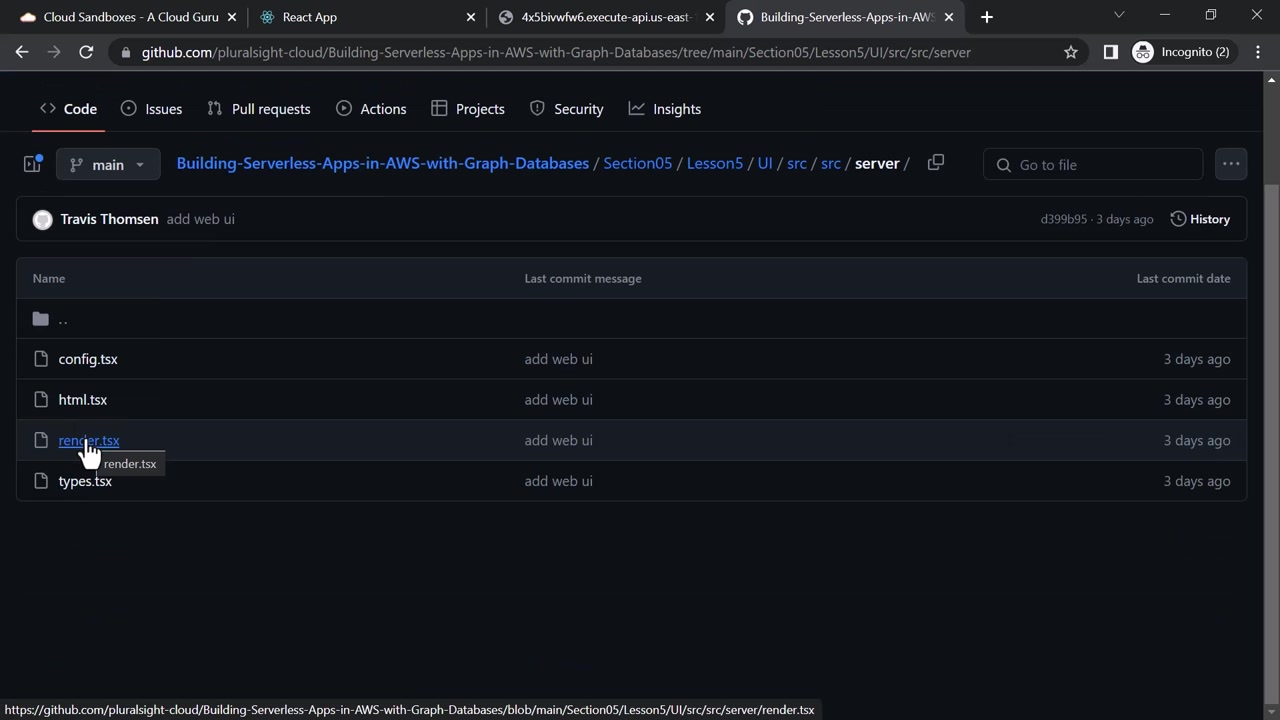 Cloud Sandboxes - A Cloud Guru
React App
4x5bivwfw6.execute-api.us-east-
Building-Serverless-Apps-in-AWS
github.com/pluralsight-cloud/Building-Serverless-Apps-in-AWS-with-Graph-Databases/tree/main/Section05/Lesson5/UI/src/src/server
Incognito (2)
Code
Issues
Pull requests
Actions
Projects
Security
Insights
main
Building-Serverless-Apps-in-AWS-with-Graph-Databases / Section05 / Lesson5 / UI / src / src / server /
Go to file
Travis Thomsen add web ui
d399b95 · 3 days ago
History
Name Last commit message Last commit date
..
config.tsx add web ui 3 days ago
html.tsx add web ui 3 days ago
render.tsx add web ui 3 days ago
render.tsx
types.tsx add web ui 3 days ago
https://github.com/pluralsight-cloud/Building-Serverless-Apps-in-AWS-with-Graph-Databases/blob/main/Section05/Lesson5/UI/src/src/server/render.tsx